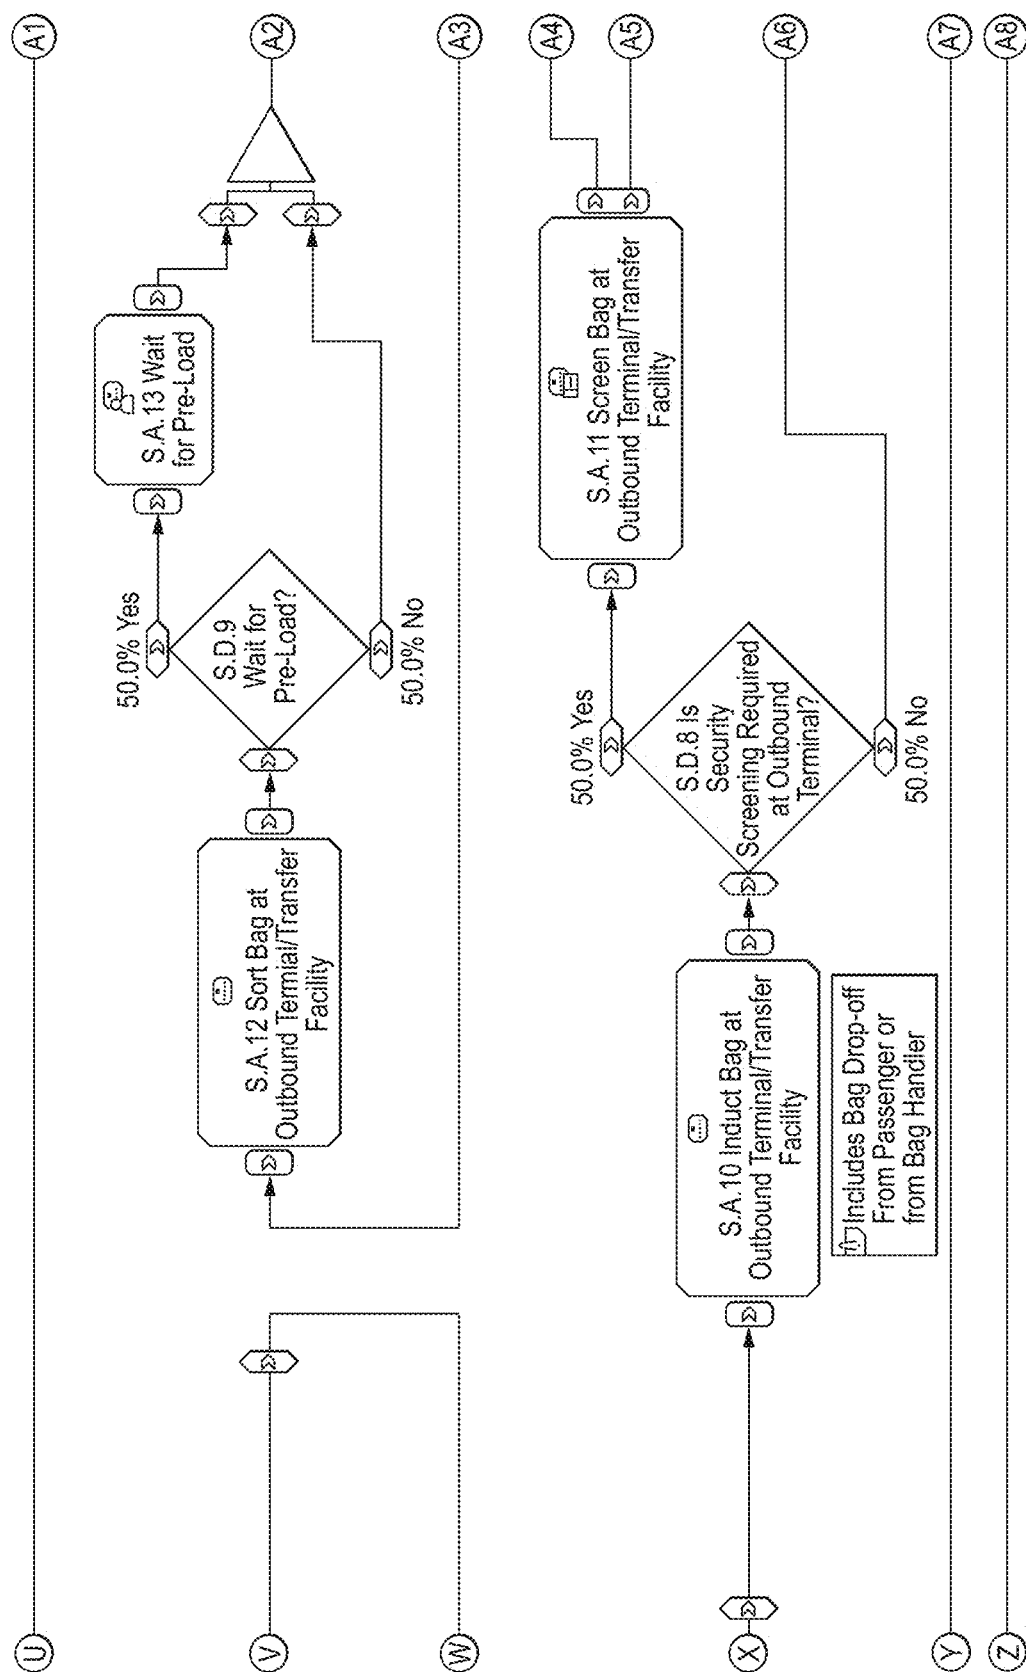 U
A1
S.A.13 Wait
for Pre-Load
50.0% Yes
S.D.9
Wait for
Pre-Load?
50.0% No
V
A2
S.A.12 Sort Bag at
Outbound Termial/Transfer
Facility
W
A3
A4
A5
S.A.11 Screen Bag at
Outbound Terminal/Transfer
Facility
50.0% Yes
S.D.8 Is
Security
Screening Required
at Outbound
Terminal?
50.0% No
A6
X
S.A.10 Induct Bag at
Outbound Terminal/Transfer
Facility
Includes Bag Drop-off
From Passenger or
from Bag Handler
Y
A7
Z
A8